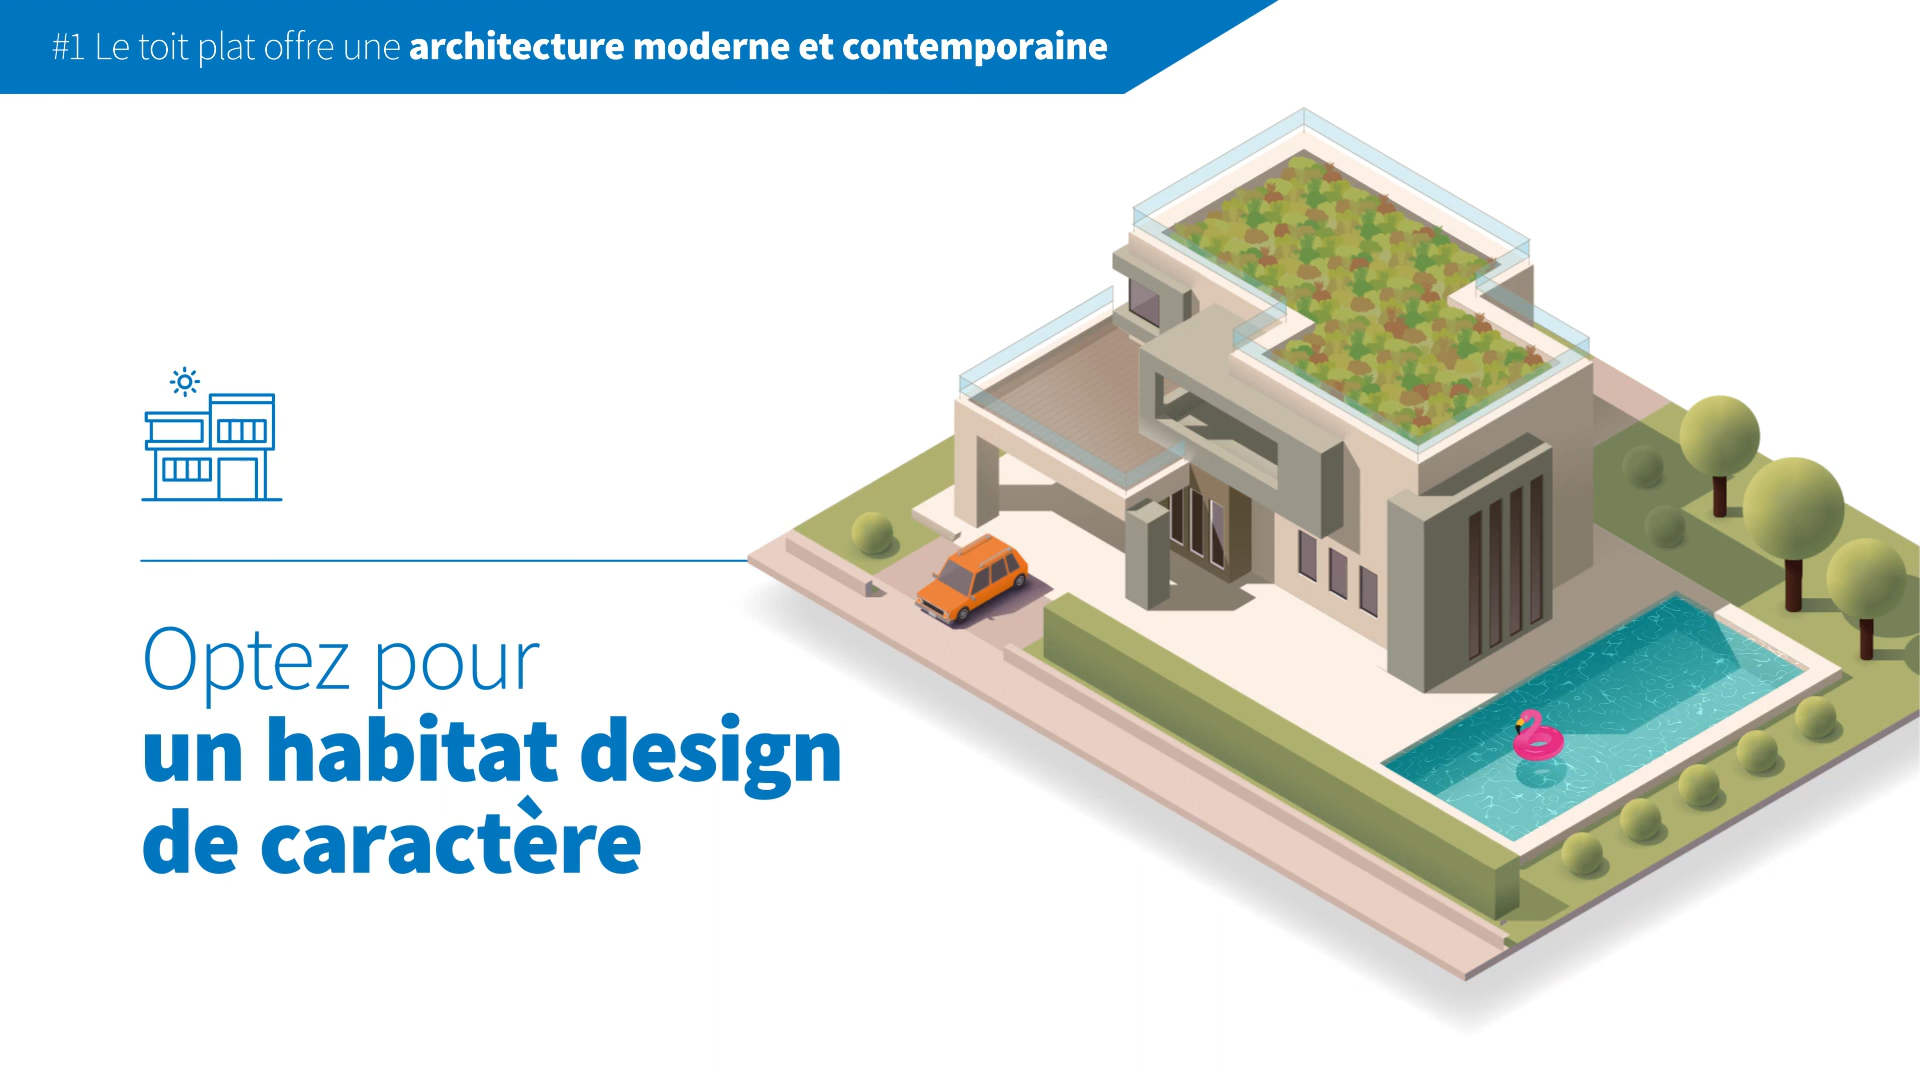 #1 Le toit plat offre une architecture moderne et contemporaine
Optez pour
un habitat design
de caractère